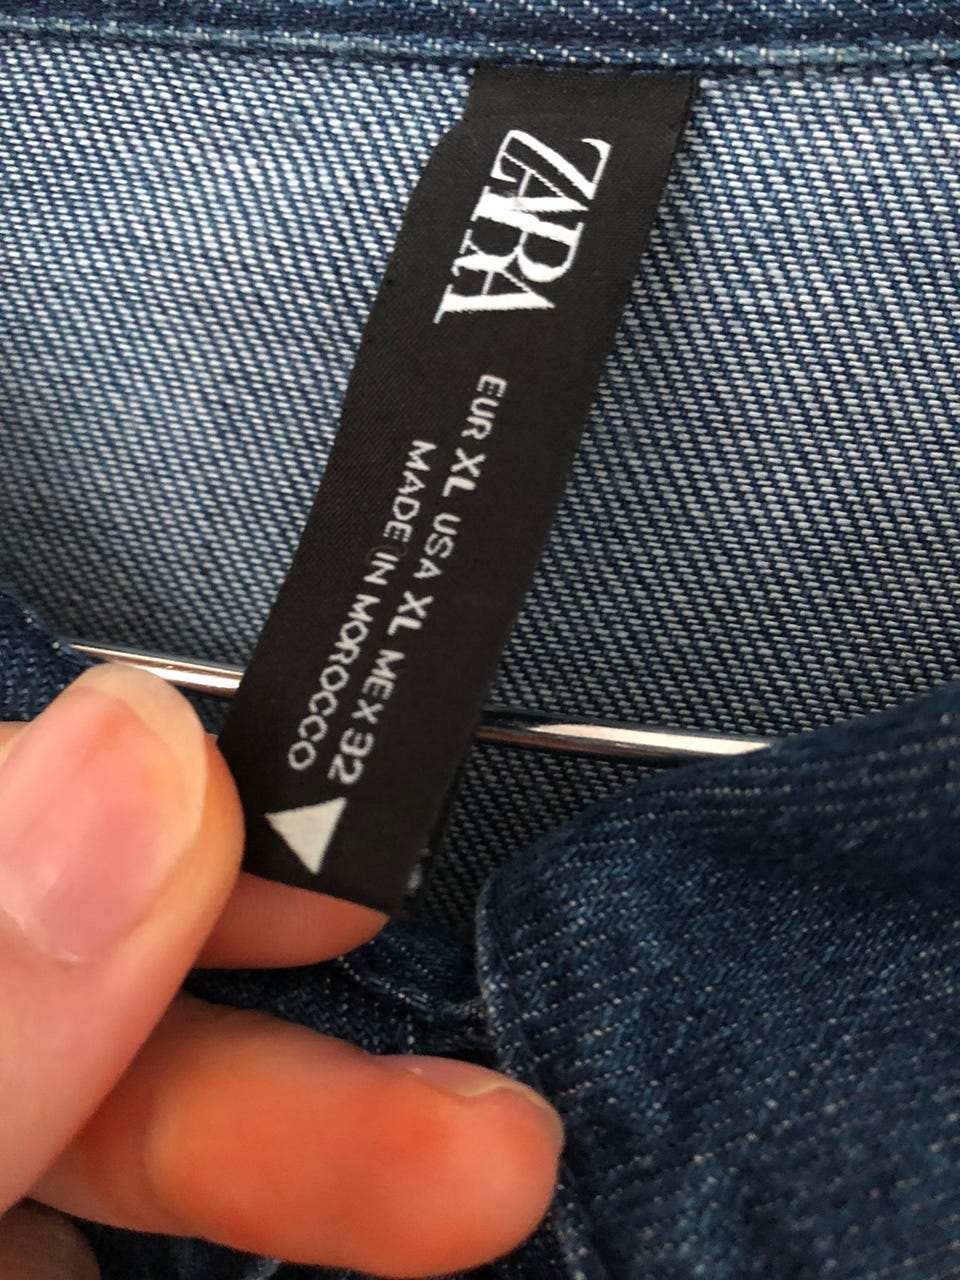 ZARA
EUR XL USA XL MEX 32
MADE IN MOROCCO